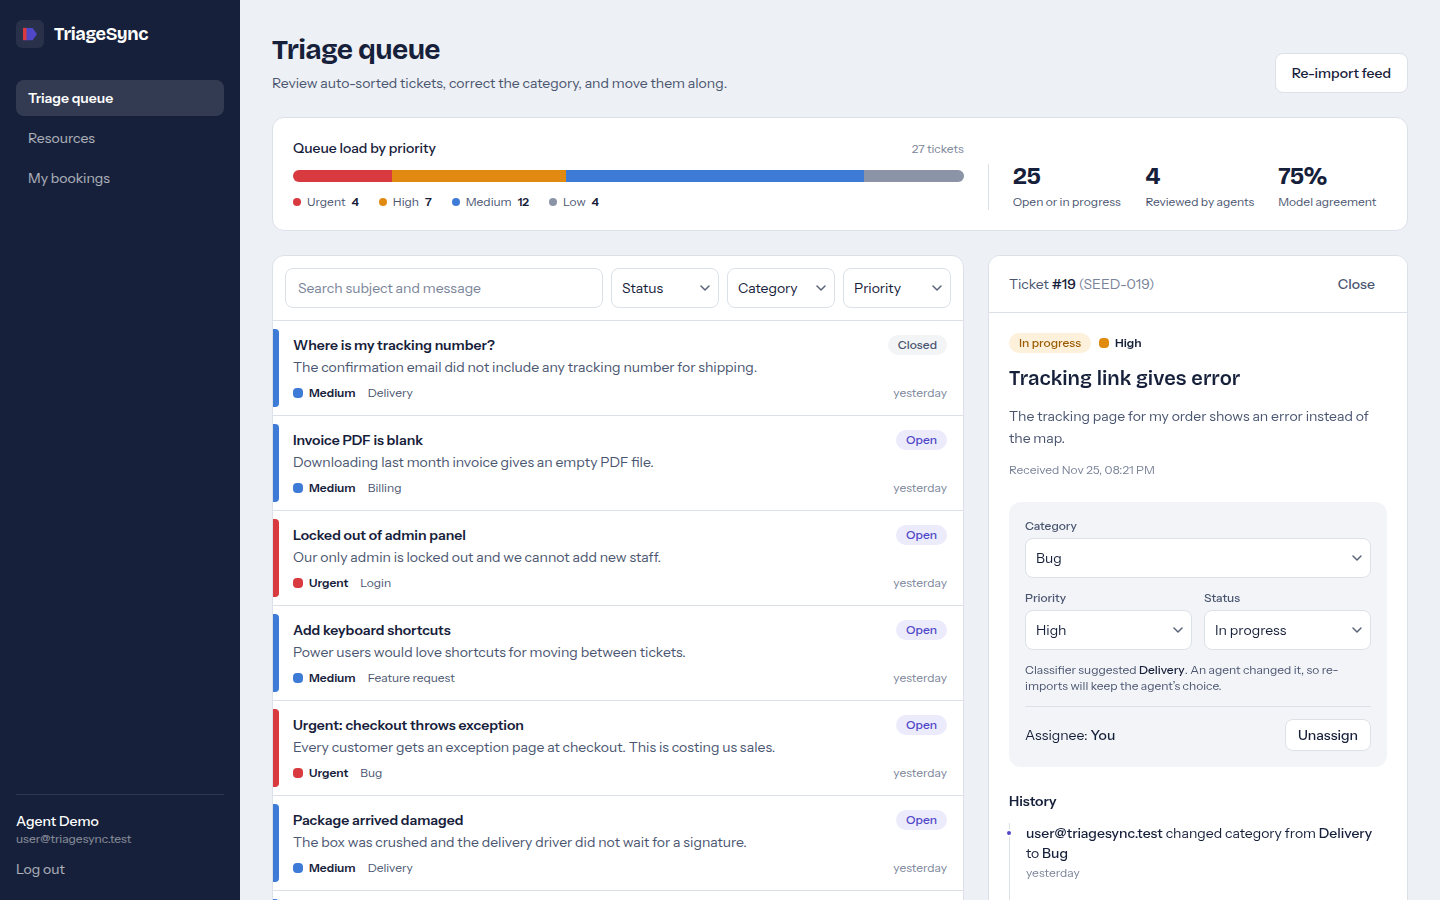 TriageSync
Triage queue
Resources
My bookings
Agent Demo
user@triagesync.test
Log out
Triage queue
Review auto-sorted tickets, correct the category, and move them along.
Re-import feed
Queue load by priority
27 tickets
Urgent 4
High 7
Medium 12
Low 4
25
Open or in progress
4
Reviewed by agents
75%
Model agreement
Search subject and message
Status
Category
Priority
Where is my tracking number?
Closed
The confirmation email did not include any tracking number for shipping.
Medium Delivery
yesterday
Invoice PDF is blank
Open
Downloading last month invoice gives an empty PDF file.
Medium Billing
yesterday
Locked out of admin panel
Open
Our only admin is locked out and we cannot add new staff.
Urgent Login
yesterday
Add keyboard shortcuts
Open
Power users would love shortcuts for moving between tickets.
Medium Feature request
yesterday
Urgent: checkout throws exception
Open
Every customer gets an exception page at checkout. This is costing us sales.
Urgent Bug
yesterday
Package arrived damaged
Open
The box was crushed and the delivery driver did not wait for a signature.
Medium Delivery
yesterday
Ticket #19 (SEED-019)
Close
In progress
High
Tracking link gives error
The tracking page for my order shows an error instead of
the map.
Received Nov 25, 08:21 PM
Category
Bug
Priority
Status
High
In progress
Classifier suggested Delivery. An agent changed it, so re-
imports will keep the agent's choice.
Assignee: You
Unassign
History
user@triagesync.test changed category from Delivery
to Bug
yesterday